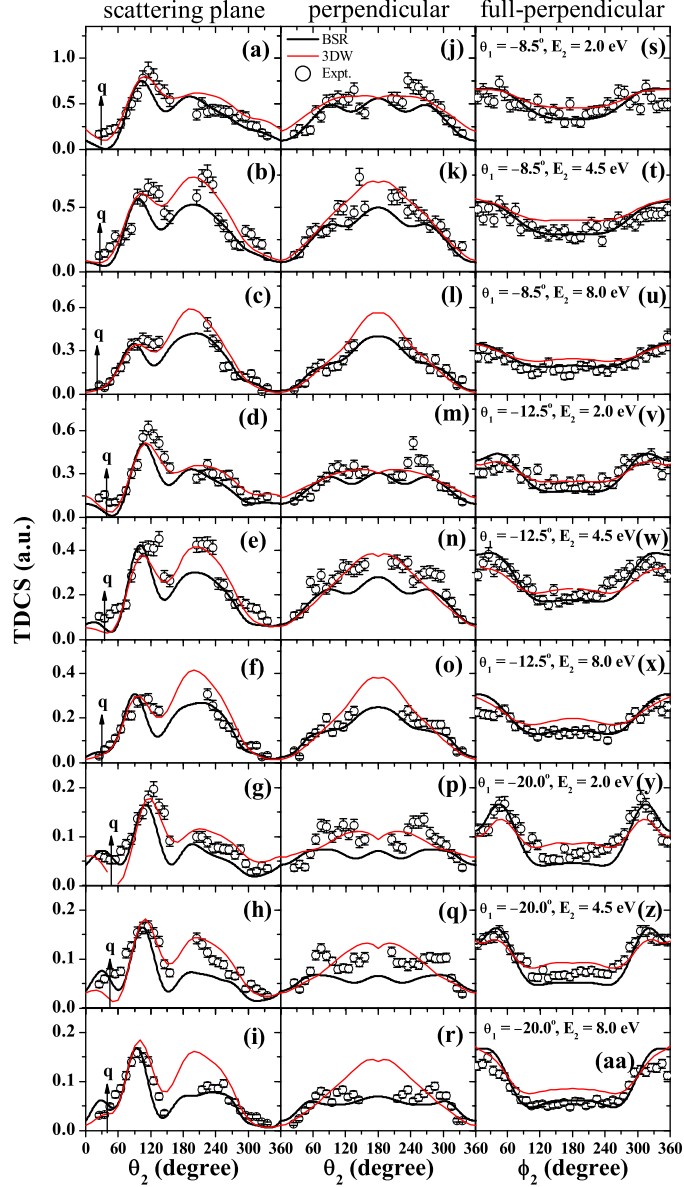 scattering plane perpendicular full-perpendicular
(a) (j) (s)
BSR
3DW
Expt.
θ₁ = −8.5°, E₂ = 2.0 eV
q
1.0
0.5
0.0
(b) (k) (t)
θ₁ = −8.5°, E₂ = 4.5 eV
q
1.0
0.5
0.0
(c) (l) (u)
θ₁ = −8.5°, E₂ = 8.0 eV
q
0.6
0.3
0.0
(d) (m) (v)
θ₁ = −12.5°, E₂ = 2.0 eV
q
0.6
0.3
0.0
TDCS (a.u.)
(e) (n) (w)
θ₁ = −12.5°, E₂ = 4.5 eV
q
0.4
0.2
0.0
(f) (o) (x)
θ₁ = −12.5°, E₂ = 8.0 eV
q
0.4
0.2
0.0
(g) (p) (y)
θ₁ = −20.0°, E₂ = 2.0 eV
q
0.2
0.1
0.0
(h) (q) (z)
θ₁ = −20.0°, E₂ = 4.5 eV
q
0.2
0.1
0.0
(i) (r) (aa)
θ₁ = −20.0°, E₂ = 8.0 eV
q
0.2
0.1
0.0
0 60 120 180 240 300 360 60 120 180 240 300 360 60 120 180 240 300 360
θ₂ (degree) θ₂ (degree) ϕ₂ (degree)